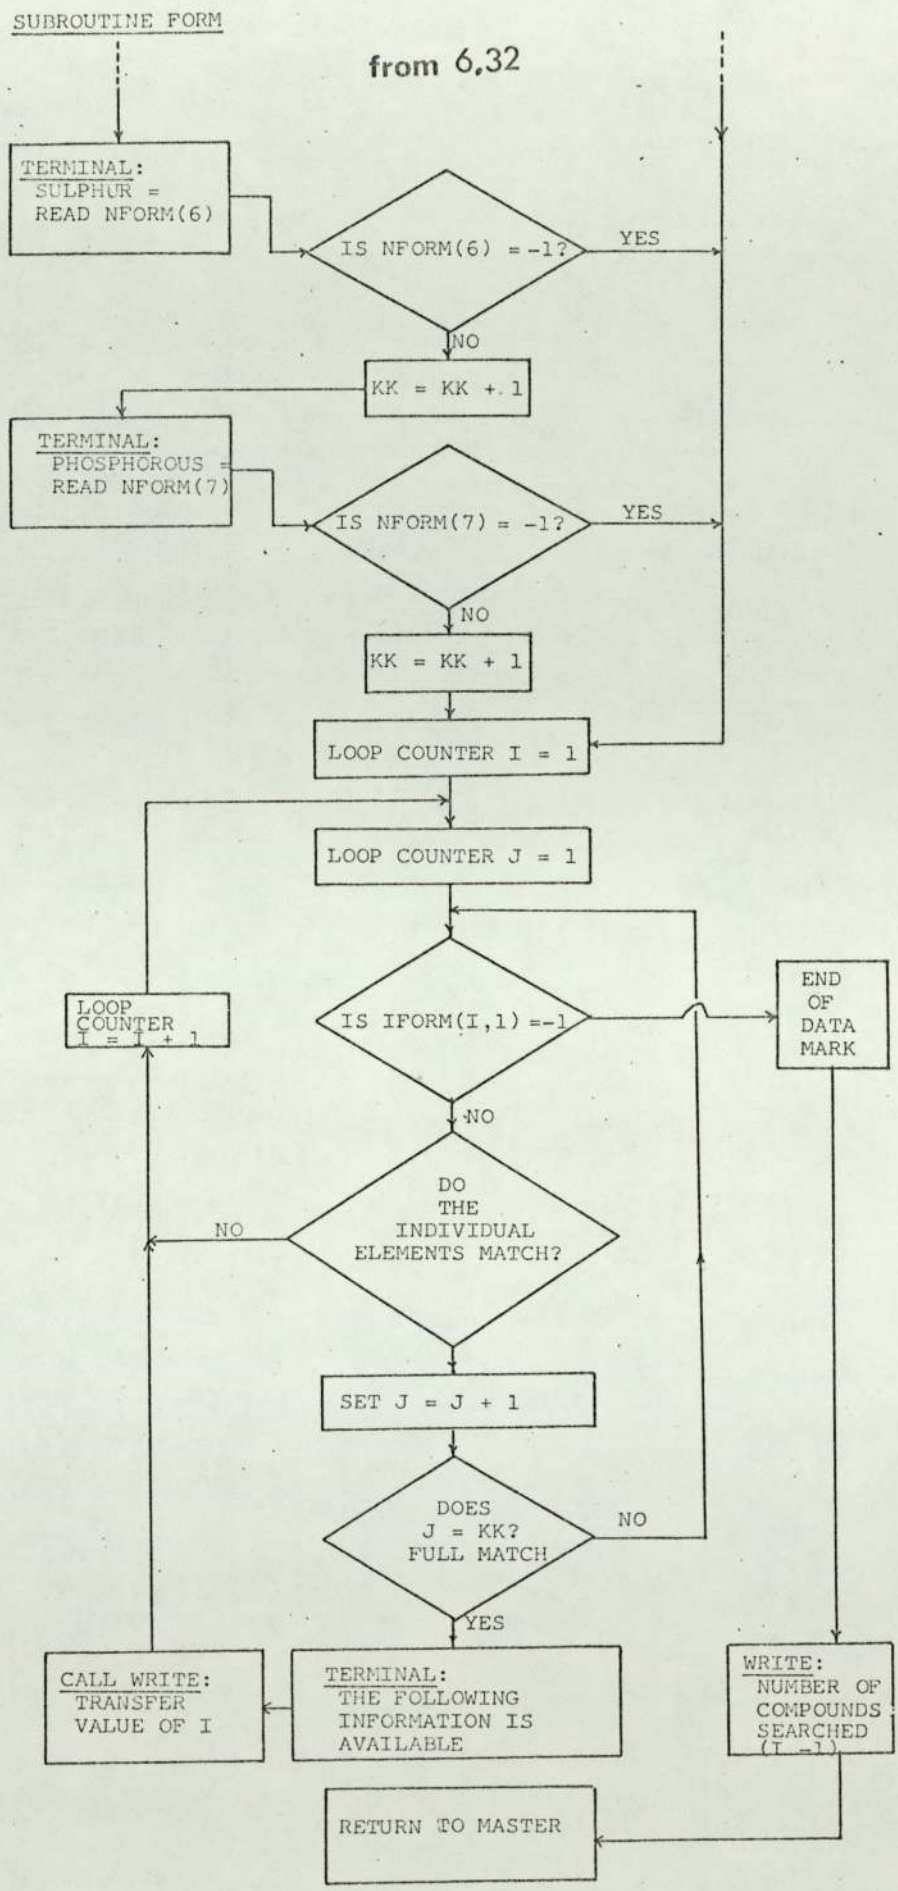 SUBROUTINE FORM
from 6.32
TERMINAL:
SULPHUR =
READ NFORM(6)
IS NFORM(6) = -1?
YES
NO
KK = KK + 1
TERMINAL:
PHOSPHOROUS =
READ NFORM(7)
IS NFORM(7) = -1?
YES
NO
KK = KK + 1
LOOP COUNTER I = 1
LOOP COUNTER J = 1
LOOP
COUNTER
I = I + 1
IS IFORM(I,1) =-1
END
OF
DATA
MARK
NO
DO
THE
INDIVIDUAL
ELEMENTS MATCH?
NO
SET J = J + 1
DOES
J = KK?
FULL MATCH
NO
YES
CALL WRITE:
TRANSFER
VALUE OF I
TERMINAL:
THE FOLLOWING
INFORMATION IS
AVAILABLE
WRITE:
NUMBER OF
COMPOUNDS
SEARCHED
(I -1)
RETURN TO MASTER